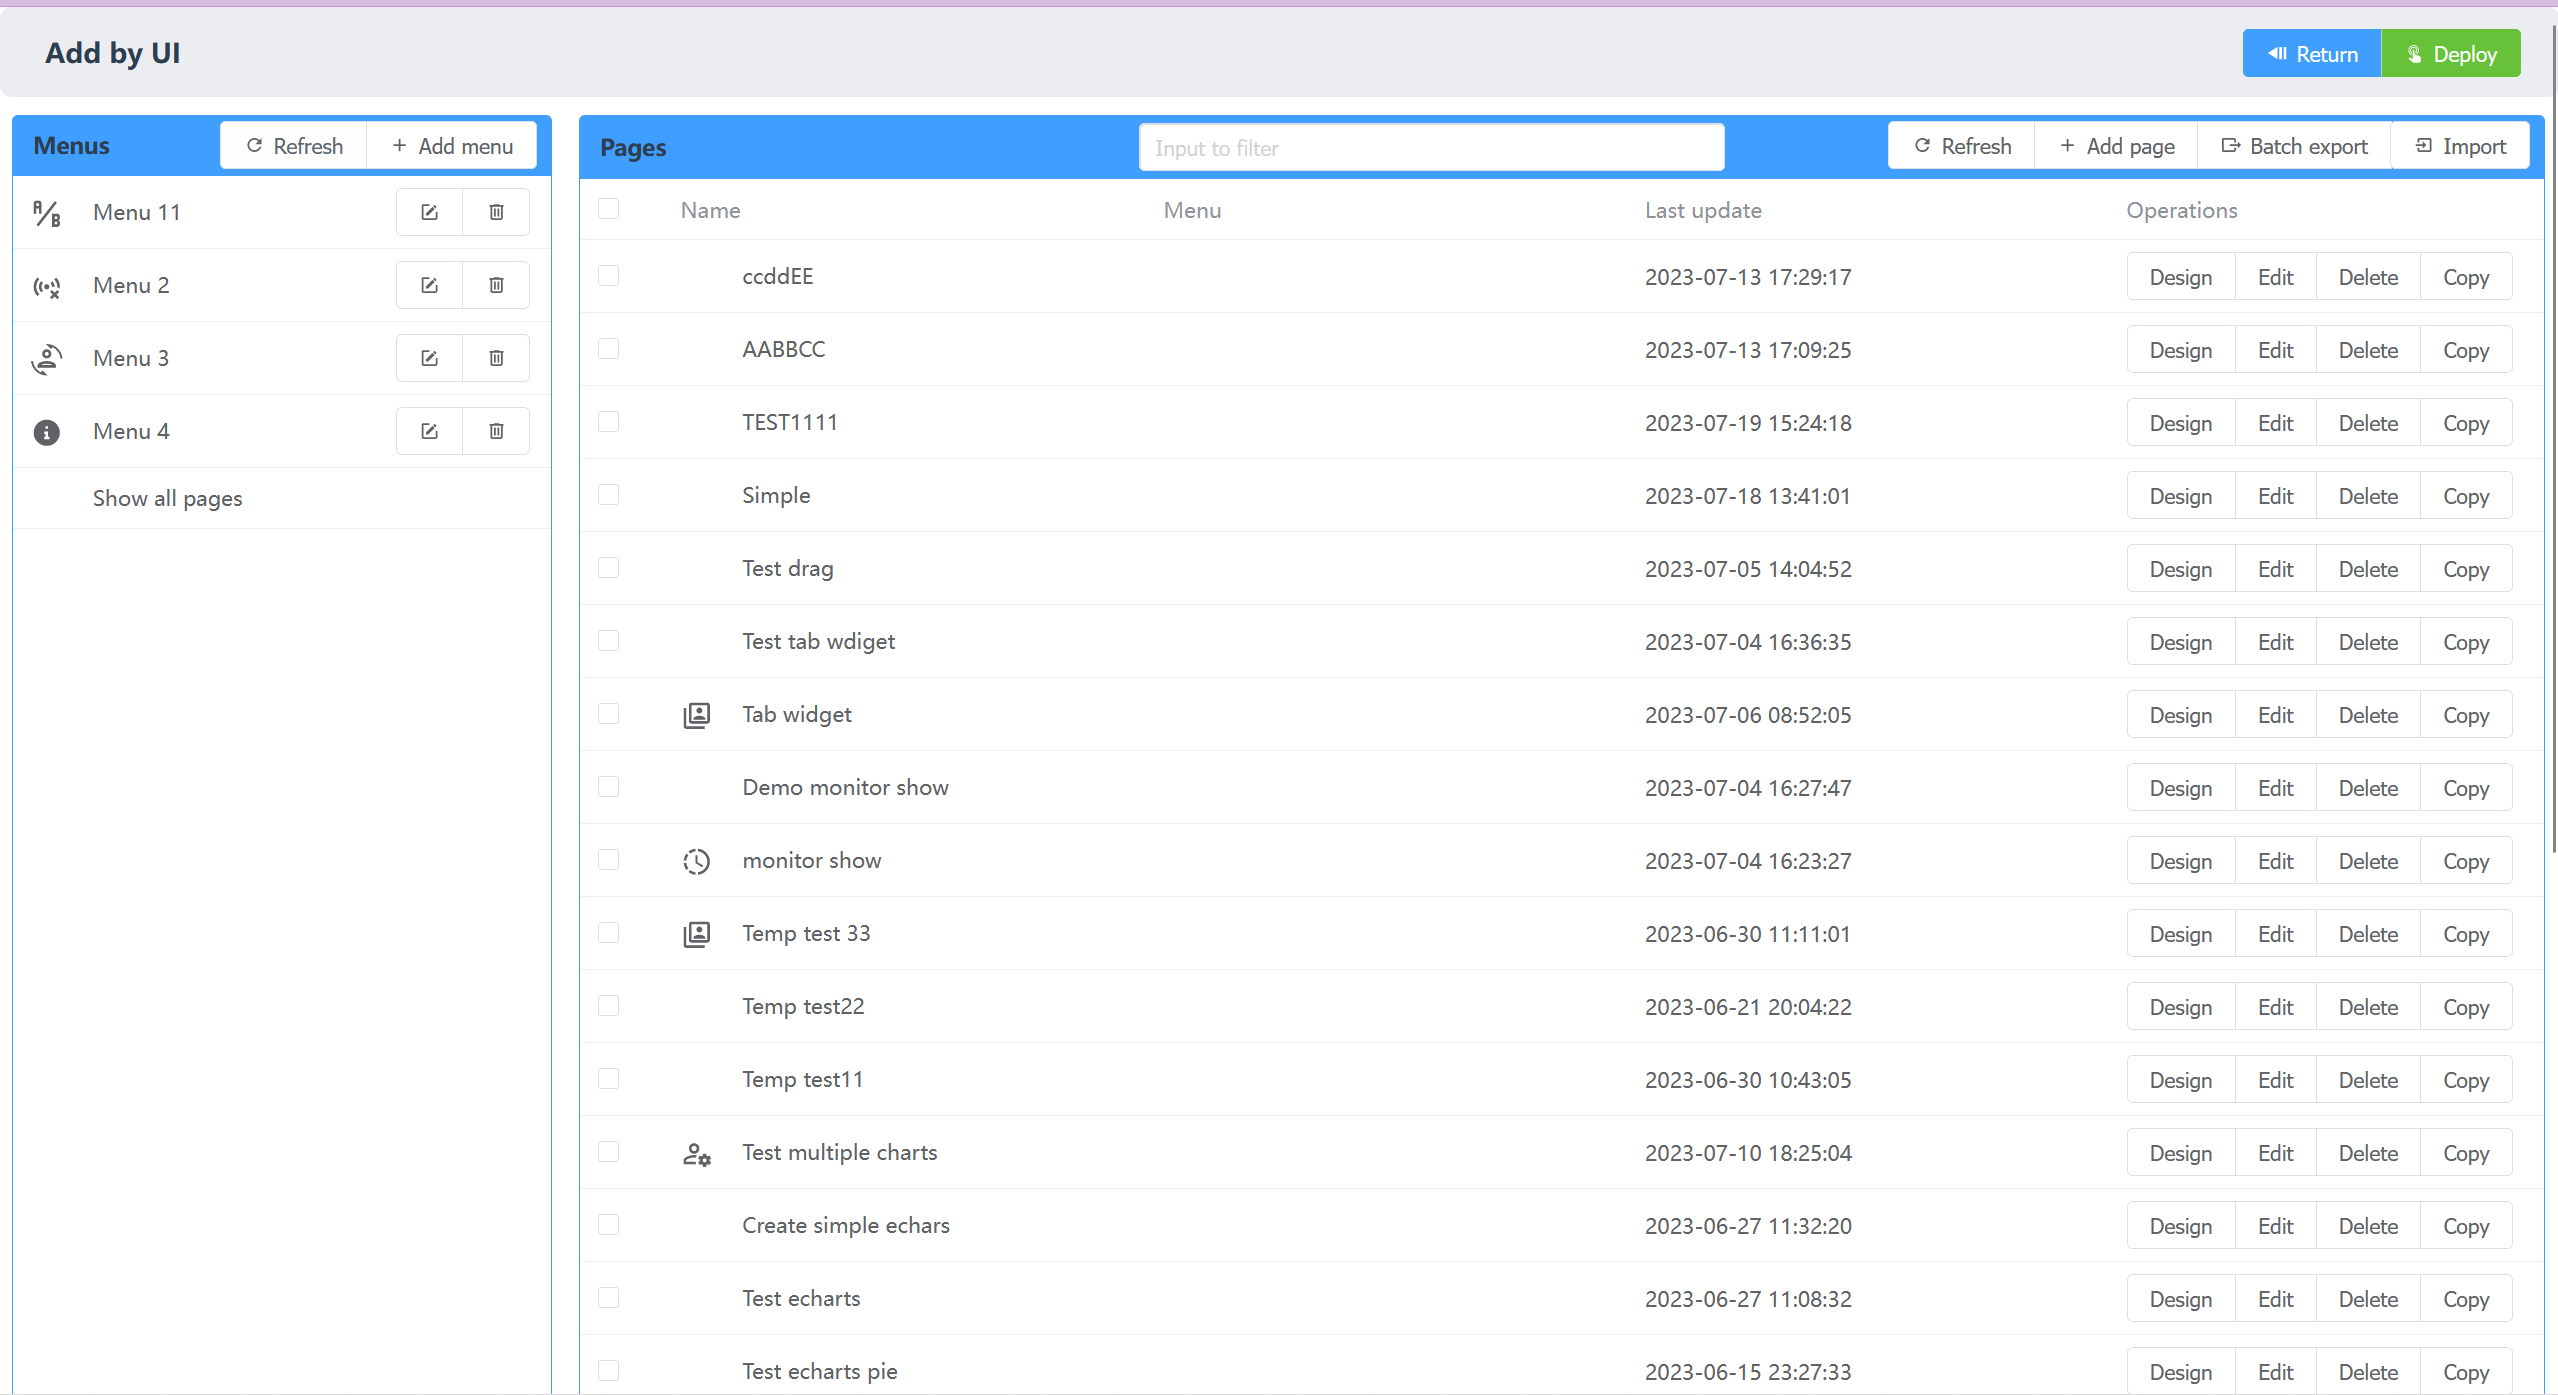 Add by UI
Return Deploy
Menus Refresh Add menu
Menu 11
Menu 2
Menu 3
Menu 4
Show all pages
Pages Input to filter Refresh Add page Batch export Import
Name Menu Last update Operations
ccddEE 2023-07-13 17:29:17 Design Edit Delete Copy
AABBCC 2023-07-13 17:09:25 Design Edit Delete Copy
TEST1111 2023-07-19 15:24:18 Design Edit Delete Copy
Simple 2023-07-18 13:41:01 Design Edit Delete Copy
Test drag 2023-07-05 14:04:52 Design Edit Delete Copy
Test tab wdiget 2023-07-04 16:36:35 Design Edit Delete Copy
Tab widget 2023-07-06 08:52:05 Design Edit Delete Copy
Demo monitor show 2023-07-04 16:27:47 Design Edit Delete Copy
monitor show 2023-07-04 16:23:27 Design Edit Delete Copy
Temp test 33 2023-06-30 11:11:01 Design Edit Delete Copy
Temp test22 2023-06-21 20:04:22 Design Edit Delete Copy
Temp test11 2023-06-30 10:43:05 Design Edit Delete Copy
Test multiple charts 2023-07-10 18:25:04 Design Edit Delete Copy
Create simple echars 2023-06-27 11:32:20 Design Edit Delete Copy
Test echarts 2023-06-27 11:08:32 Design Edit Delete Copy
Test echarts pie 2023-06-15 23:27:33 Design Edit Delete Copy